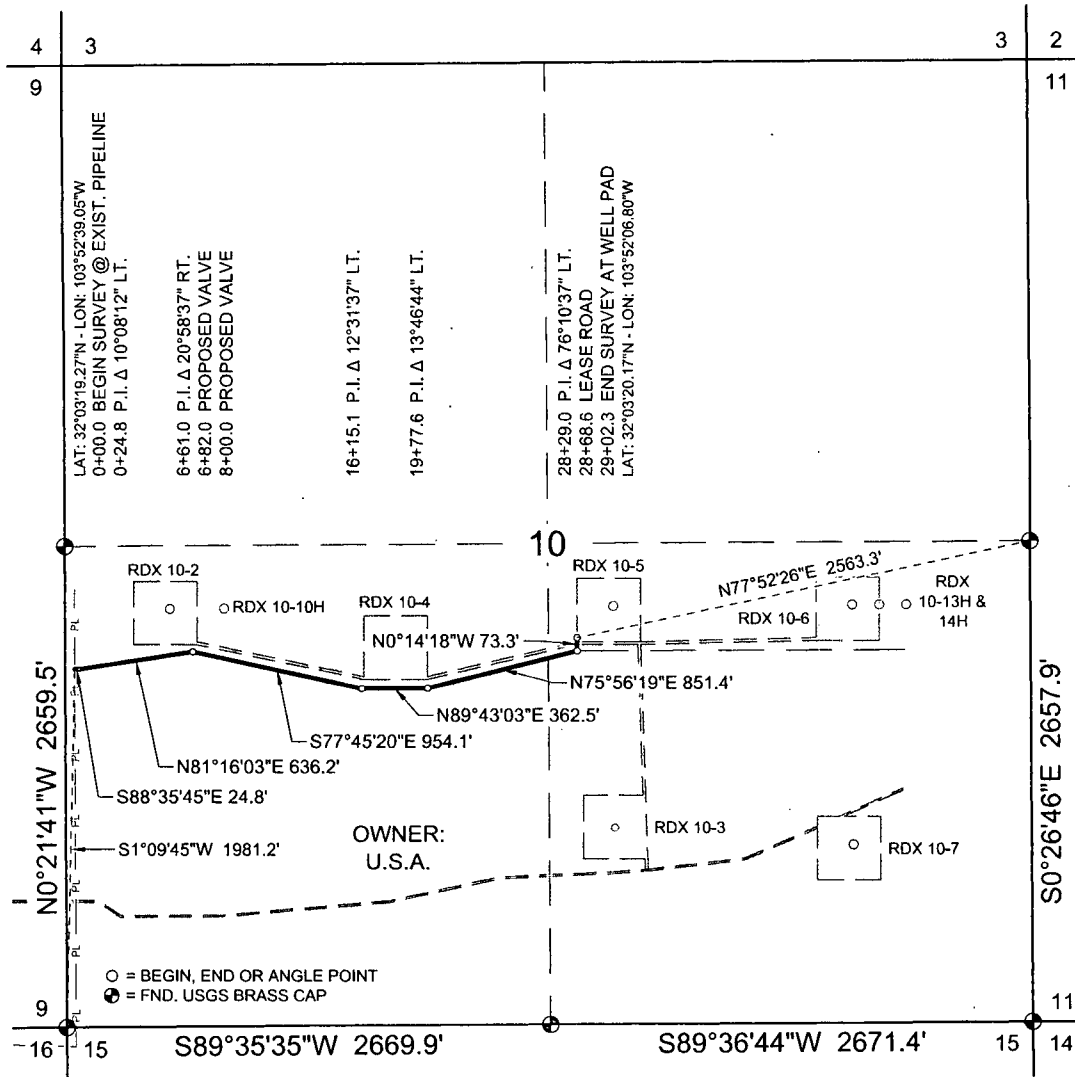 4 3
3 2
9
11
LAT: 32°03'19.27"N - LON: 103°52'39.05"W
0+00.0 BEGIN SURVEY @ EXIST. PIPELINE
0+24.8 P.I. Δ 10°08'12" LT.
6+61.0 P.I. Δ 20°58'37" RT.
6+82.0 PROPOSED VALVE
8+00.0 PROPOSED VALVE
16+15.1 P.I. Δ 12°31'37" LT.
19+77.6 P.I. Δ 13°46'44" LT.
28+29.0 P.I. Δ 76°10'37" LT.
28+68.6 LEASE ROAD
29+02.3 END SURVEY AT WELL PAD
LAT: 32°03'20.17"N - LON: 103°52'06.80"W
10
RDX 10-2
RDX 10-10H
RDX 10-4
RDX 10-5
N77°52'26"E 2563.3'
RDX 10-6
RDX
10-13H &
14H
N0°14'18"W 73.3'
N75°56'19"E 851.4'
N89°43'03"E 362.5'
S77°45'20"E 954.1'
N81°16'03"E 636.2'
S88°35'45"E 24.8'
S1°09'45"W 1981.2'
N0°21'41"W 2659.5'
S0°26'46"E 2657.9'
PL
PL
PL
PL
PL
PL
PL
OWNER:
U.S.A.
RDX 10-3
RDX 10-7
= BEGIN, END OR ANGLE POINT
= FND. USGS BRASS CAP
9
11
16 15
S89°35'35"W 2669.9'
S89°36'44"W 2671.4'
15 14